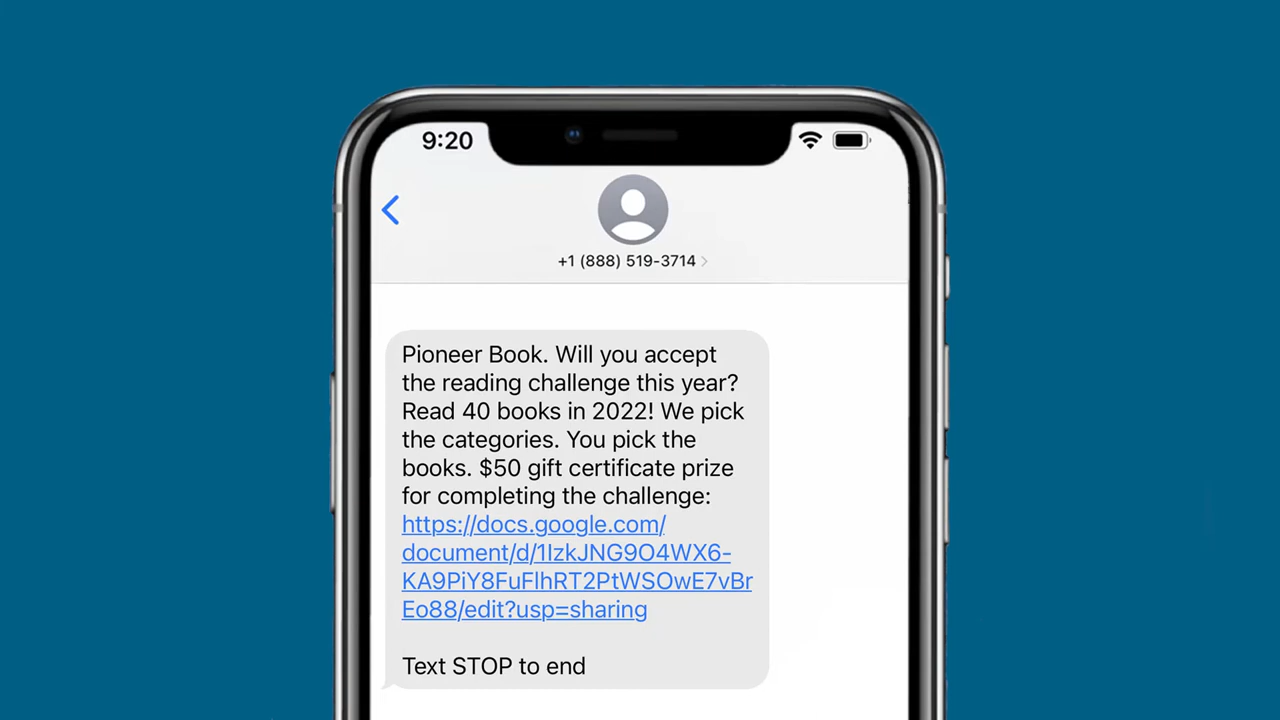 9:20
+1 (888) 519-3714
Pioneer Book. Will you accept
the reading challenge this year?
Read 40 books in 2022! We pick
the categories. You pick the
books. $50 gift certificate prize
for completing the challenge:
https://docs.google.com/
document/d/1IzkJNG9O4WX6-
KA9PiY8FuFlhRT2PtWSOwE7vBr
Eo88/edit?usp=sharing
Text STOP to end